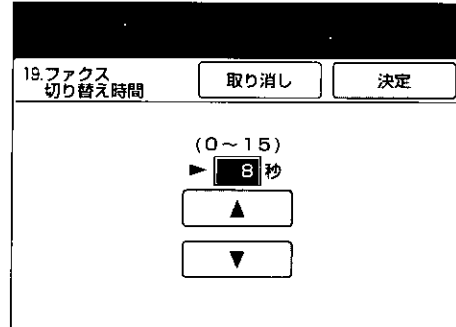 19.ファクス
切り替え時間
取り消し
決定
(0~15)
► 8 秒
▲
▼